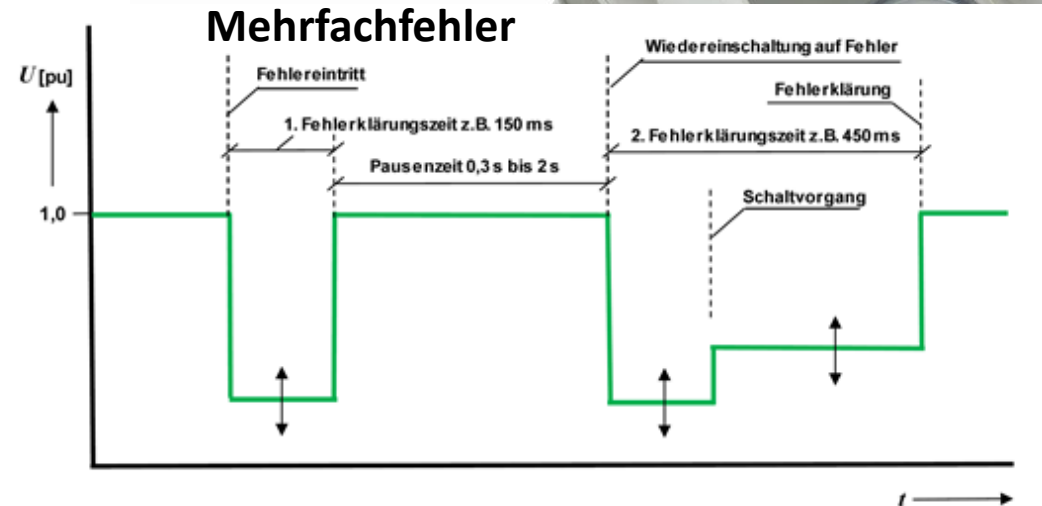 Mehrfachfehler
U [pu]
Fehlereintritt
1. Fehlerklärungszeit z.B. 150 ms
Pausenzeit 0,3 s bis 2 s
Wiedereinschaltung auf Fehler
Fehlerklärung
2. Fehlerklärungszeit z.B. 450 ms
Schaltvorgang
1,0
t